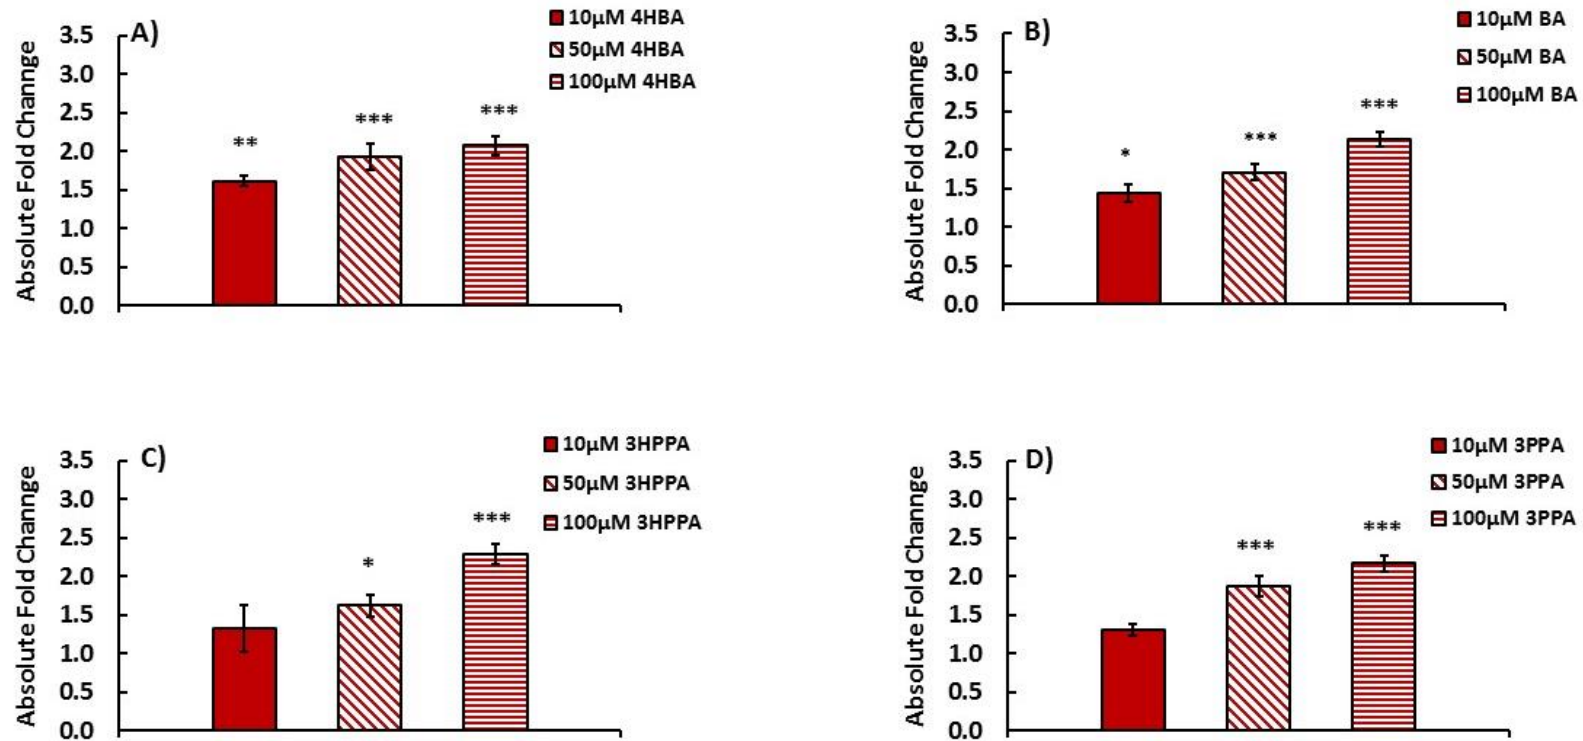 A)
10µM 4HBA
50µM 4HBA
100µM 4HBA
Absolute Fold Channge
3.5
3.0
2.5
2.0
1.5
1.0
0.5
0.0
**
***
***
B)
10µM BA
50µM BA
100µM BA
Absolute Fold Channge
3.5
3.0
2.5
2.0
1.5
1.0
0.5
0.0
*
***
***
C)
10µM 3HPPA
50µM 3HPPA
100µM 3HPPA
Absolute Fold Channge
3.5
3.0
2.5
2.0
1.5
1.0
0.5
0.0
*
***
D)
10µM 3PPA
50µM 3PPA
100µM 3PPA
Absolute Fold Channge
3.5
3.0
2.5
2.0
1.5
1.0
0.5
0.0
***
***